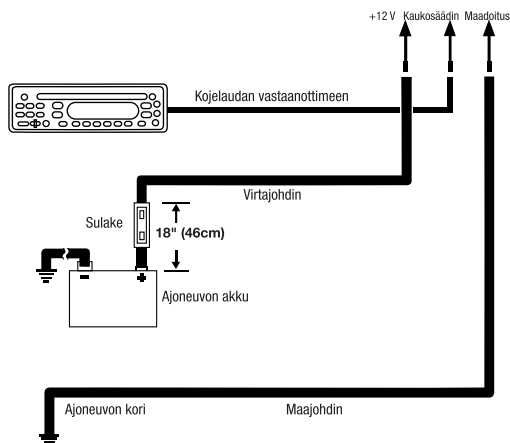 +12 V Kaukosäädin Maadoitus
Kojelaudan vastaanottimeen
Virtajohdin
Sulake
18" (46cm)
Ajoneuvon akku
Ajoneuvon kori
Maajohdin